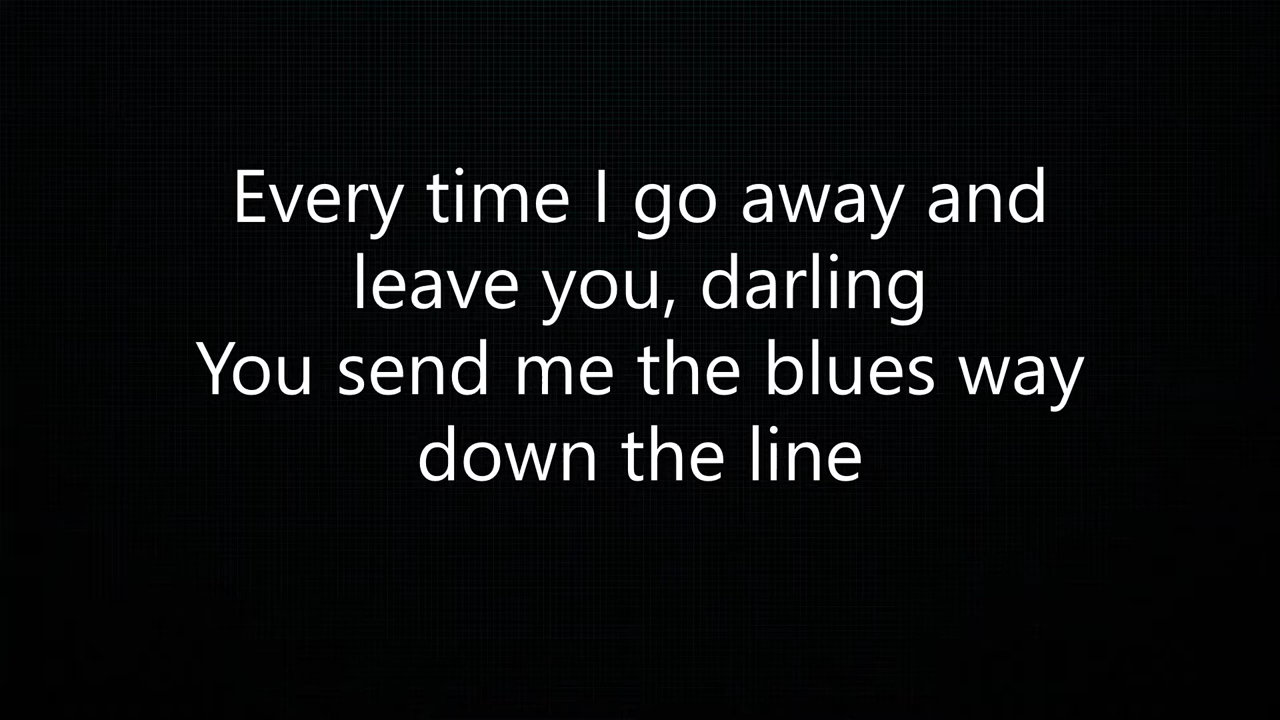 Every time I go away and
leave you, darling
You send me the blues way
down the line